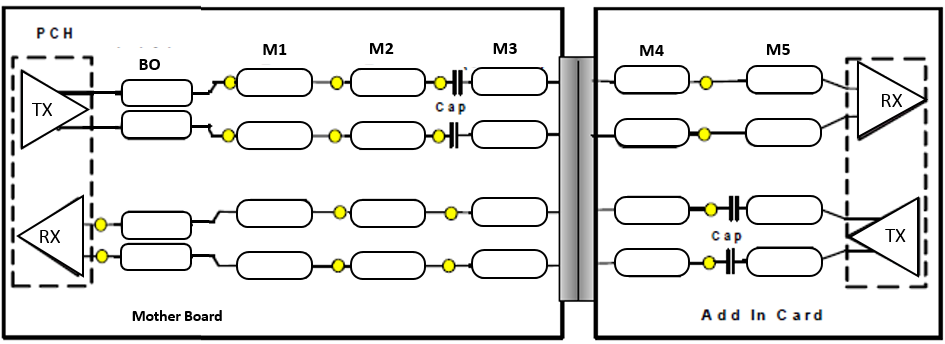 PCH
BO
M1
M2
M3
M4
M5
TX
Cap
RX
RX
Cap
TX
Mother Board
Add In Card